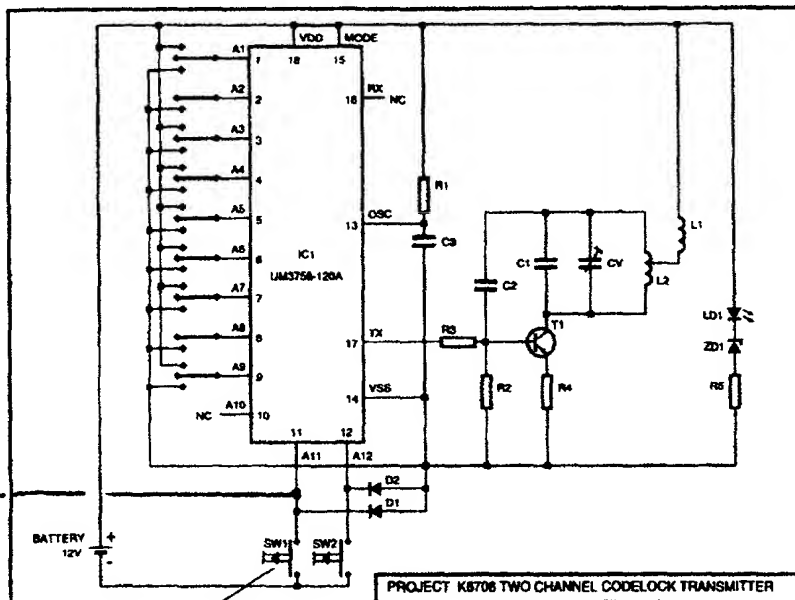 VDD MODE
18 15
A1
1
A2
2
A3
3
A4
4
A5
5
A6
6
A7
7
A8
8
A9
9
A10
NC 10
RX
16 NC
OSC
13
IC1
UM3758-120A
TX
17
VSS
14
11 12
A11 A12
R1
C3
C1
CV
C2
L1
L2
T1
R3
R2
R4
LD1
ZD1
R5
D2
D1
BATTERY
12V
+
-
SW1 SW2
PROJECT K6706 TWO CHANNEL CODELOCK TRANSMITTER